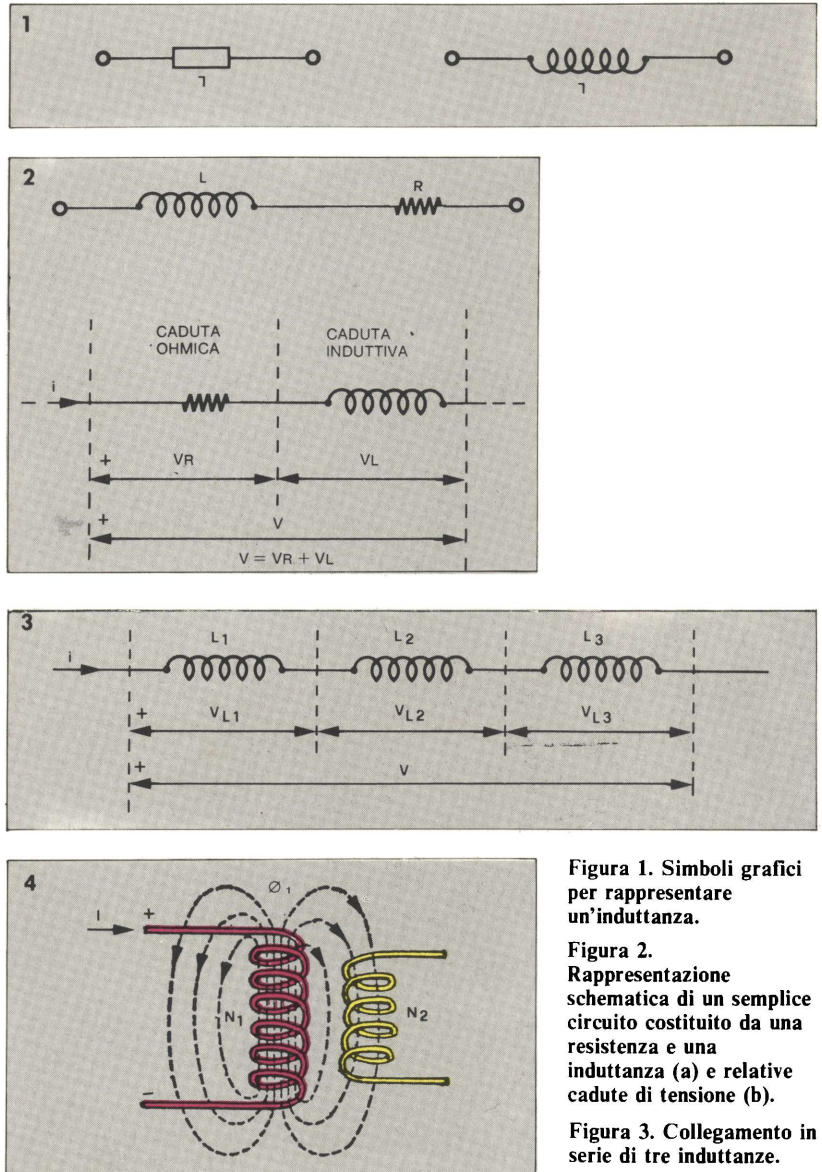 1
L
L
2
L
R
CADUTA
OHMICA
CADUTA
INDUTTIVA
i
+
VR
VL
+
V
V = VR + VL
3
i
L1
L2
L3
+
VL1
VL2
VL3
+
V
4
Ø1
I
+
N1
N2
−
Figura 1. Simboli grafici
per rappresentare
un'induttanza.
Figura 2.
Rappresentazione
schematica di un semplice
circuito costituito da una
resistenza e una
induttanza (a) e relative
cadute di tensione (b).
Figura 3. Collegamento in
serie di tre induttanze.